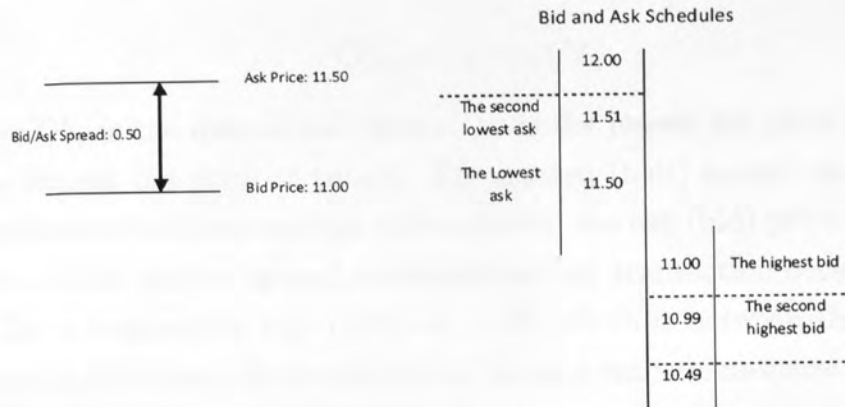 Bid and Ask Schedules
Ask Price: 11.50
Bid/Ask Spread: 0.50
Bid Price: 11.00
12.00
The second
lowest ask
11.51
The Lowest
ask
11.50
11.00
The highest bid
10.99
The second
highest bid
10.49